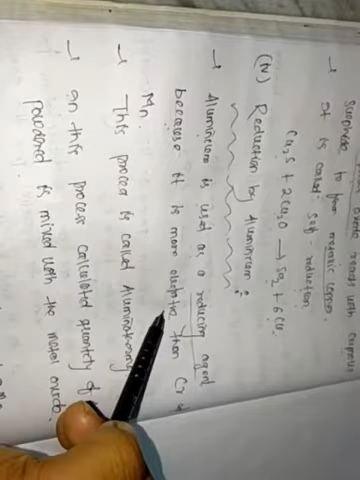 oxide reacts with cuprous
sulphide to form metallic copper.
→ It is called self-reduction
Cu₂S + 2Cu₂O → So₂ + 6Cu.
(iv) Reduction by Aluminium :
→ Aluminium is used as a reducing agent
because it is more than Cr &
Mn.
→ This process is called
→ In this process calculated quantity of
powdered is mixed with the metal oxide.